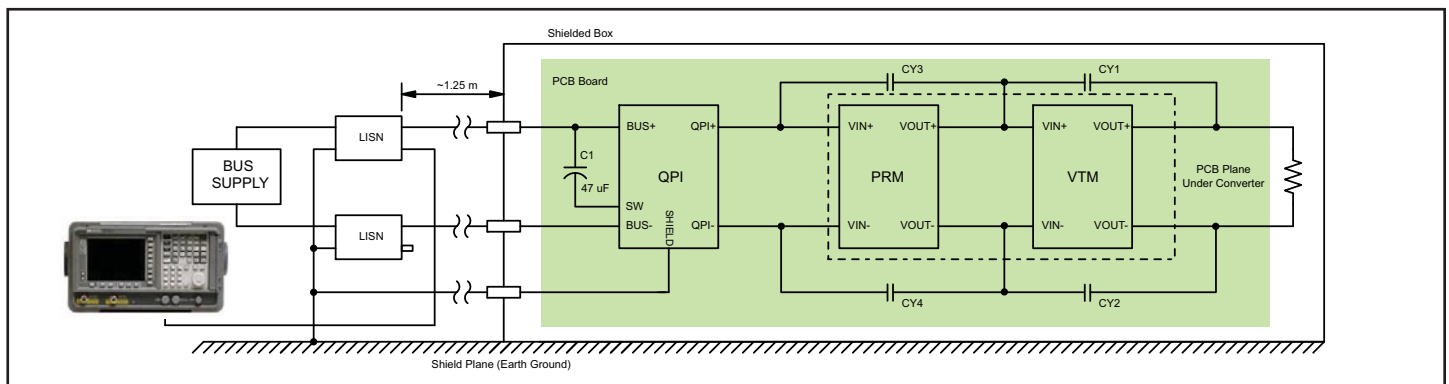 Shielded Box
PCB Board
~1.25 m
CY3
CY1
LISN
BUS+
QPI+
VIN+
VOUT+
VIN+
VOUT+
C1
47 uF
BUS
SUPPLY
QPI
PRM
VTM
PCB Plane
Under Converter
SW
LISN
BUS-
SHIELD
QPI-
VIN-
VOUT-
VIN-
VOUT-
CY4
CY2
Shield Plane (Earth Ground)